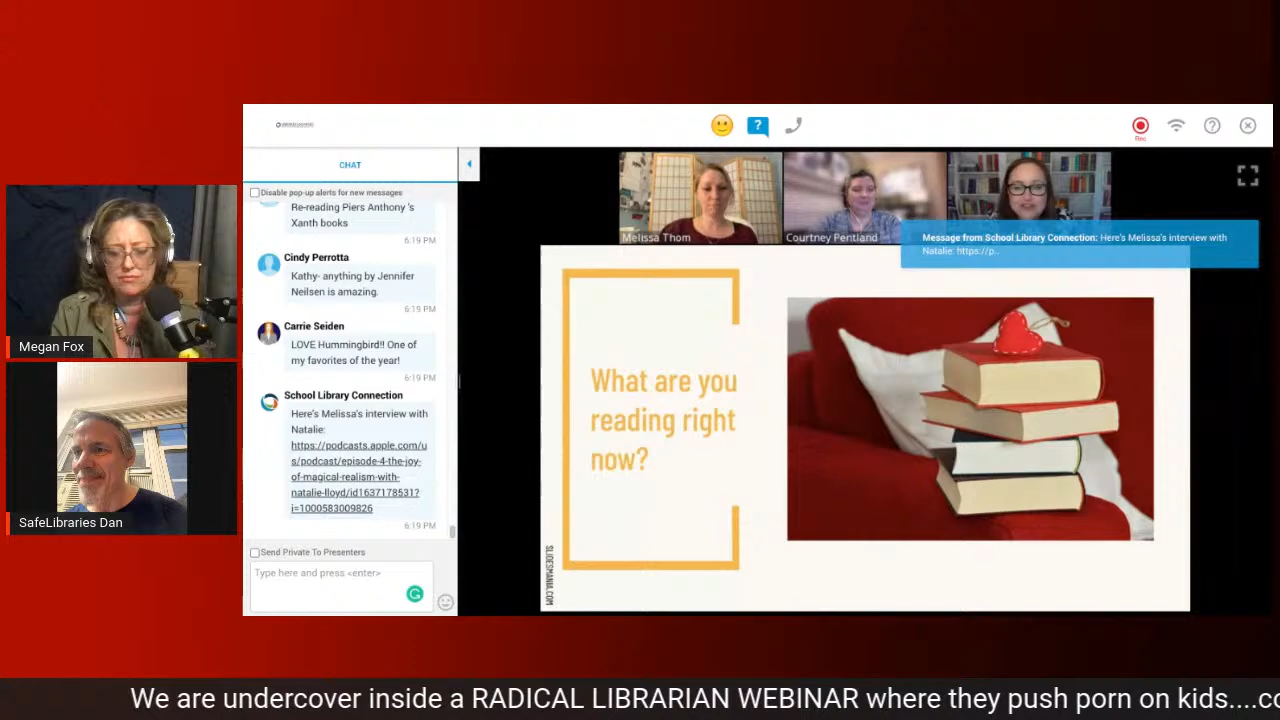 CHAT
?
Rec
?
Disable pop-up alerts for new messages
Re-reading Piers Anthony 's
Xanth books
6:19 PM
Cindy Perrotta
Kathy- anything by Jennifer
Neilsen is amazing.
6:19 PM
Carrie Seiden
LOVE Hummingbird!! One of
my favorites of the year!
6:19 PM
School Library Connection
Here's Melissa's interview with
Natalie:
https://podcasts.apple.com/u
s/podcast/episode-4-the-joy-
of-magical-realism-with-
natalie-lloyd/id1637178531?
i=1000583009826
6:19 PM
Send Private To Presenters
Type here and press <enter>
Melissa Thom
Courtney Pentland
Message from School Library Connection: Here's Melissa's interview with
Natalie: https://p..
What are you
reading right
now?
SLIDESMANIA.COM
Megan Fox
SafeLibraries Dan
We are undercover inside a RADICAL LIBRARIAN WEBINAR where they push porn on kids....co